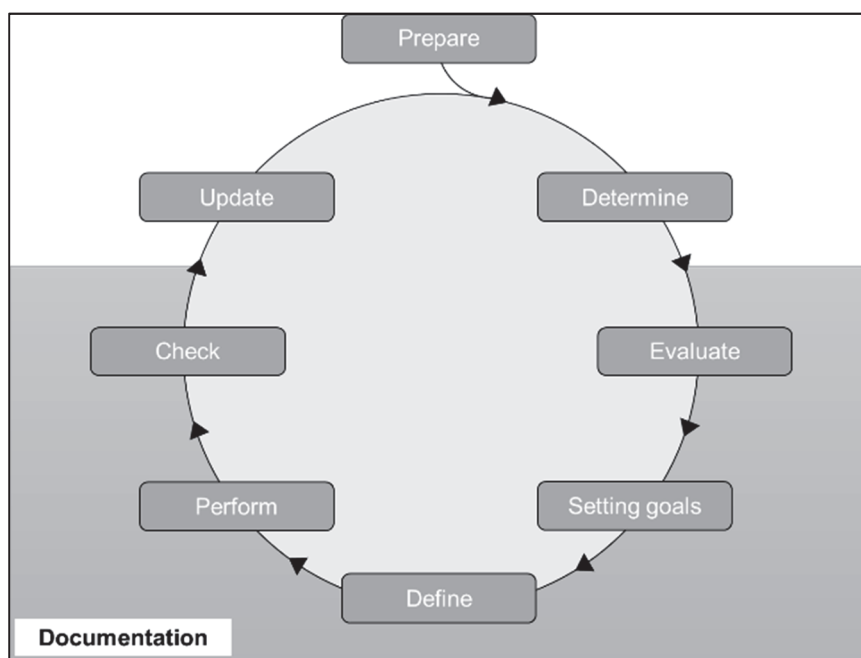 Prepare
Update
Determine
Check
Evaluate
Perform
Setting goals
Define
Documentation